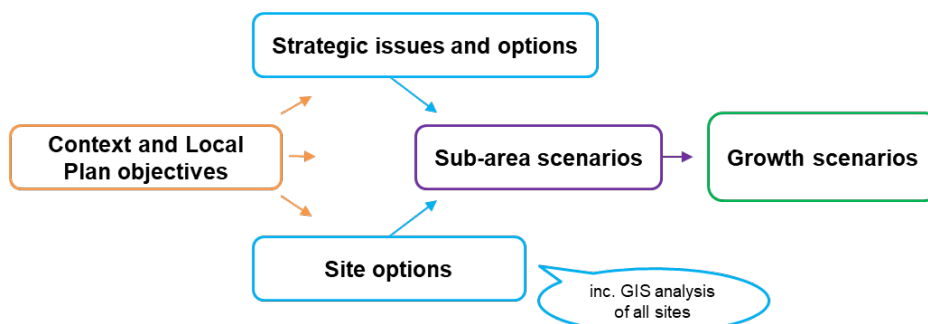 Strategic issues and options
Context and Local
Plan objectives
Sub-area scenarios
Growth scenarios
Site options
inc. GIS analysis
of all sites